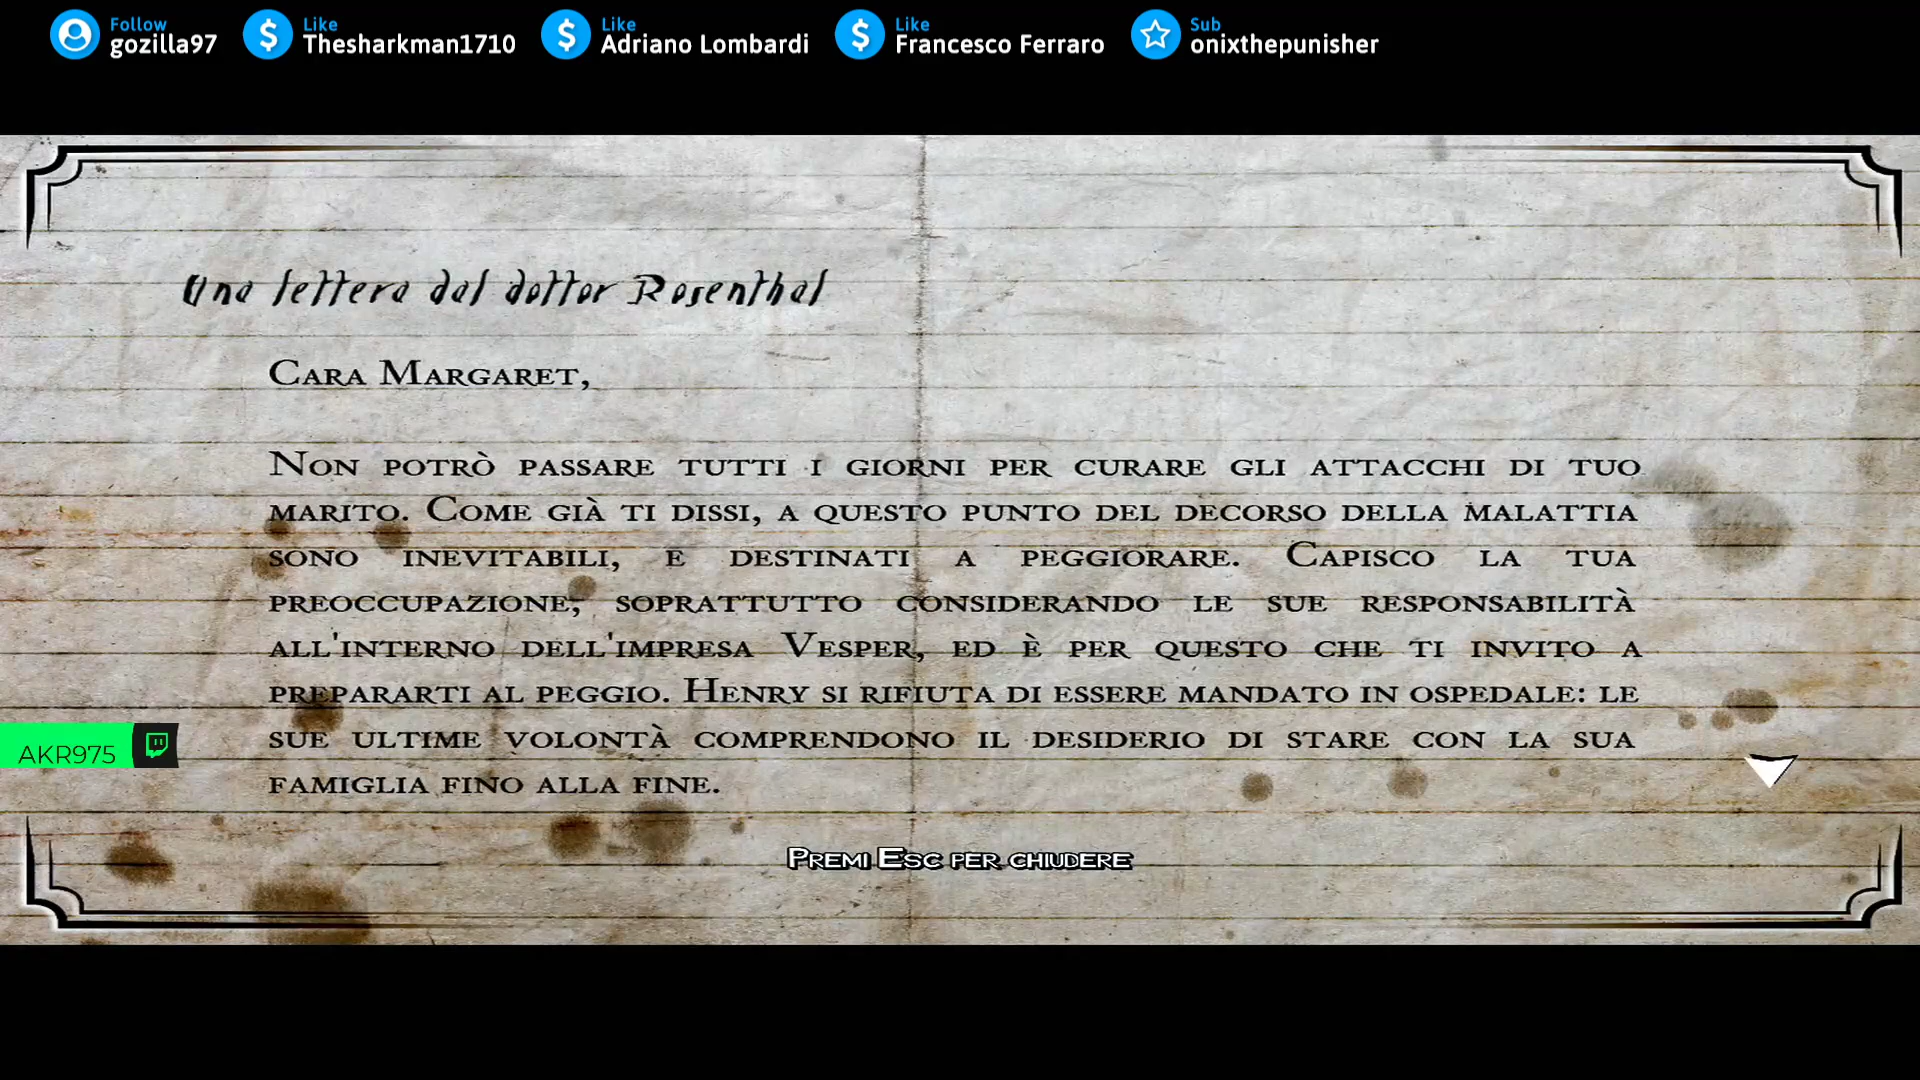 Follow
gozilla97
Like
Thesharkman1710
Like
Adriano Lombardi
Like
Francesco Ferraro
Sub
onixthepunisher
Una lettera dal dottor Rosenthal
Cara Margaret,
Non potrò passare tutti i giorni per curare gli attacchi di tuo
marito. Come già ti dissi, a questo punto del decorso della malattia
sono inevitabili, e destinati a peggiorare. Capisco la tua
preoccupazione, soprattutto considerando le sue responsabilità
all'interno dell'impresa Vesper, ed è per questo che ti invito a
prepararti al peggio. Henry si rifiuta di essere mandato in ospedale: le
sue ultime volontà comprendono il desiderio di stare con la sua
famiglia fino alla fine.
AKR975
Premi Esc per chiudere